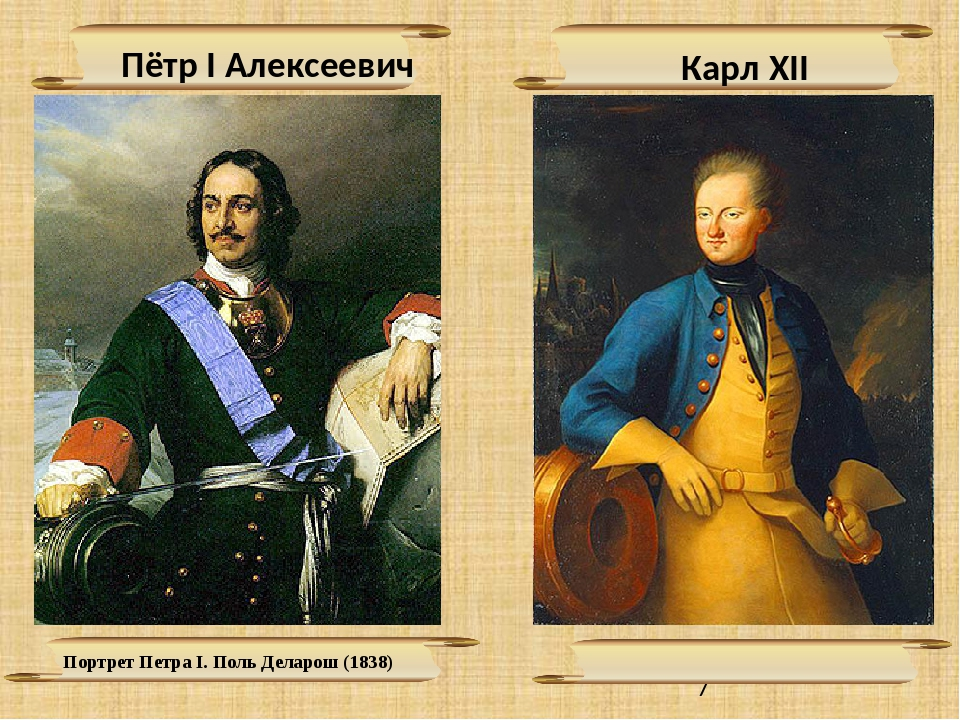 Пётр I Алексеевич
Карл XII
Портрет Петра I. Поль Деларош (1838)
7